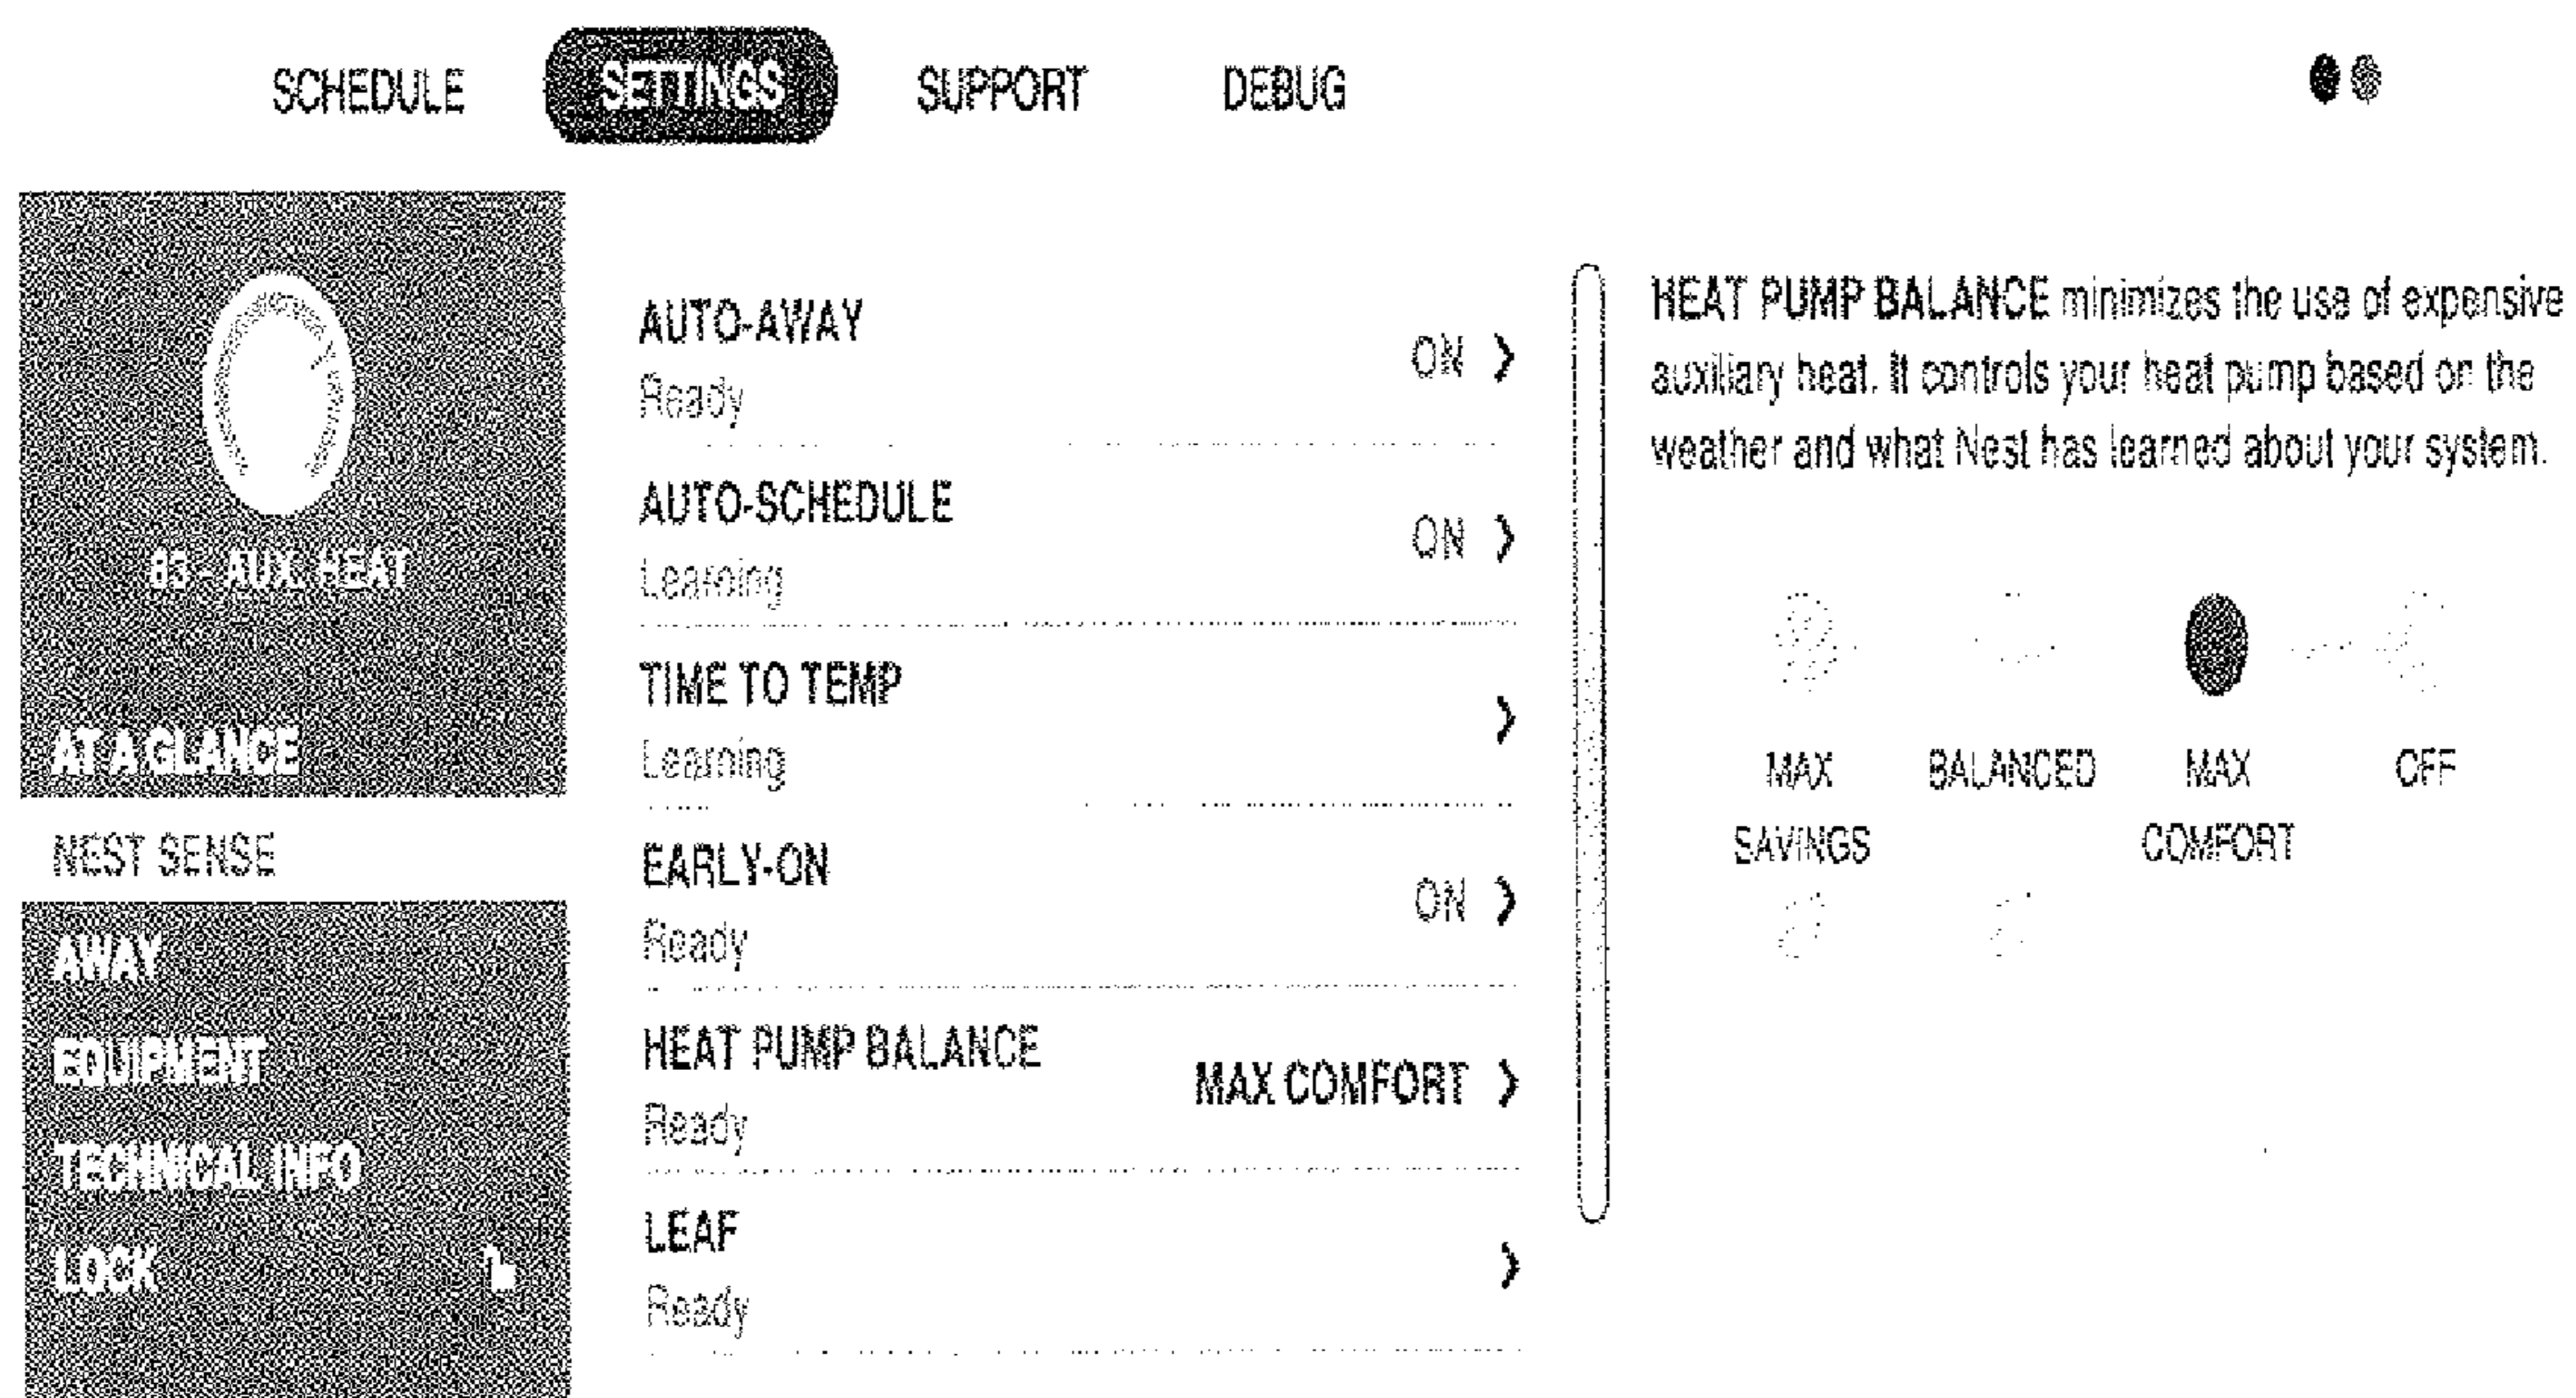 SCHEDULE SETTINGS SUPPORT DEBUG
83 - AUX. HEAT
AT A GLANCE
NEST SENSE
AWAY
EQUIPMENT
TECHNICAL INFO
LOCK
AUTO-AWAY
Ready
ON
AUTO-SCHEDULE
Learning
ON
TIME TO TEMP
Learning
EARLY-ON
Ready
ON
HEAT PUMP BALANCE
Ready
MAX COMFORT
LEAF
Ready
HEAT PUMP BALANCE minimizes the use of expensive
auxiliary heat. It controls your heat pump based on the
weather and what Nest has learned about your system.
MAX BALANCED MAX OFF
SAVINGS COMFORT